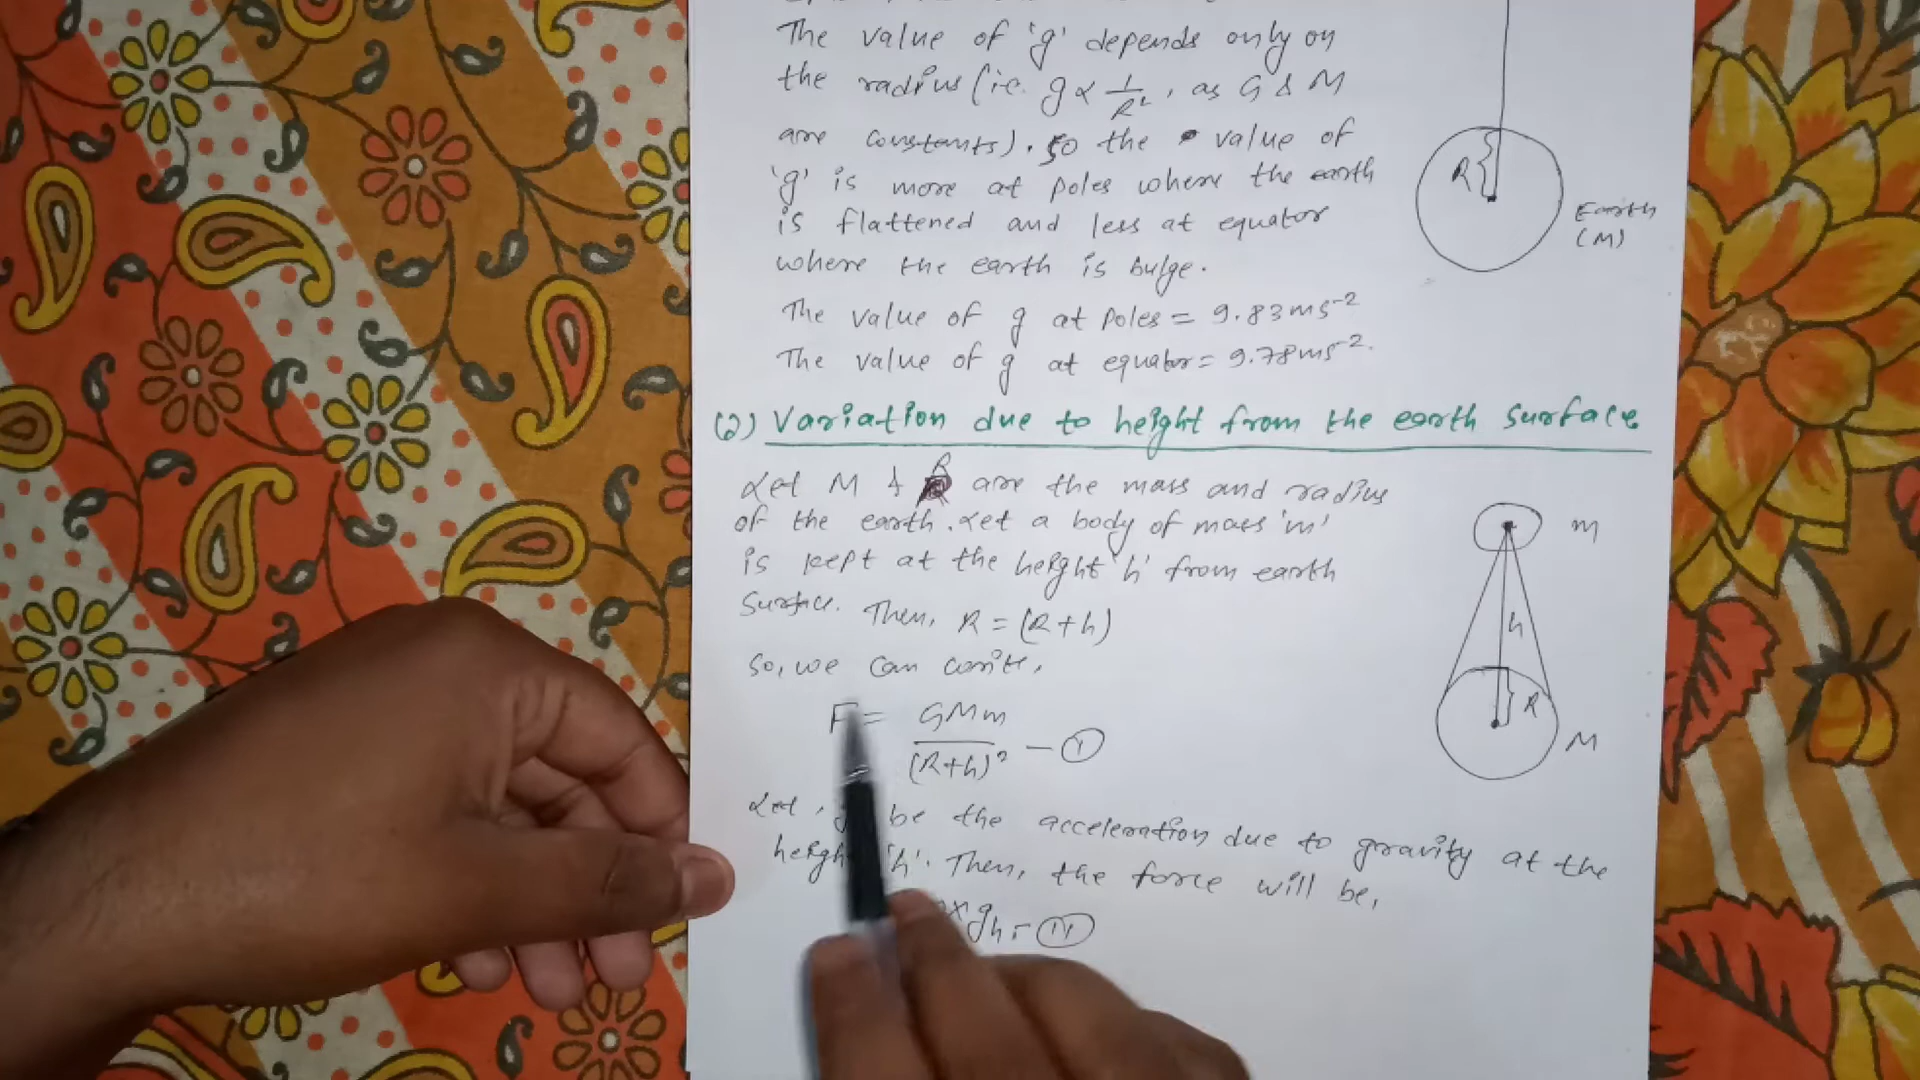 The value of 'g' depends only on
the radius (i.e. g ∝ 1/R², as G & M
are constants). So the value of
'g' is more at poles where the earth
is flattened and less at equator
where the earth is bulge.
The value of g at poles = 9.83ms⁻²
The value of g at equator = 9.78ms⁻².
R
Earth
(M)
(2) Variation due to height from the earth surface.
Let M & R are the mass and radius
of the earth. Let a body of mass 'm'
is kept at the height 'h' from earth
surface. Then, R = (R+h)
So, we can write,
F = GMm/(R+h)² — (I)
m
h
R
M
Let, be the acceleration due to gravity at the
height 'h'. Then, the force will be,
×gh — (II)